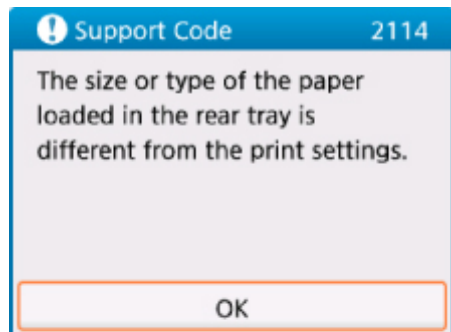 Support Code 2114
The size or type of the paper
loaded in the rear tray is
different from the print settings.
OK